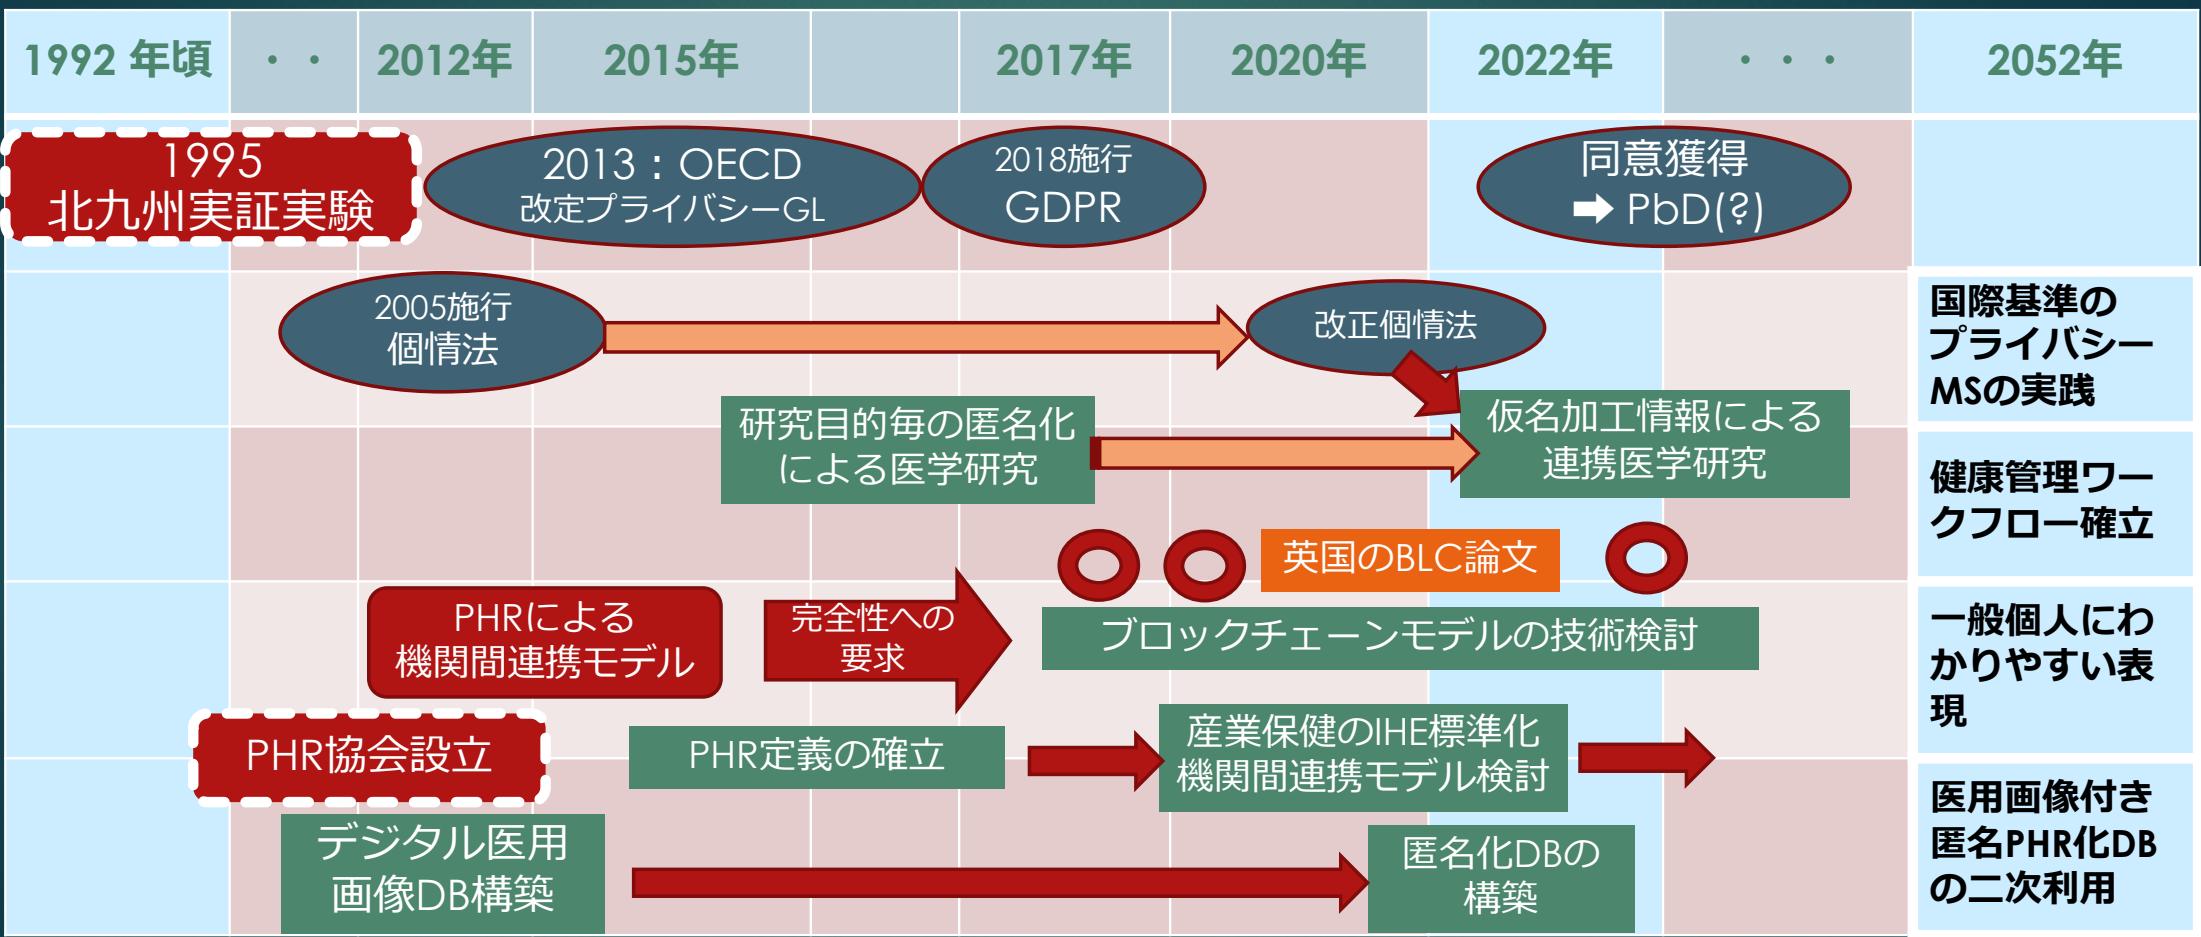 1992 年頃
・・
2012年
2015年
2017年
2020年
2022年
・・・
2052年
1995
北九州実証実験
2013：OECD
改定プライバシーGL
2018施行
GDPR
同意獲得
➡ PbD(?)
2005施行
個情法
改正個情法
国際基準の
プライバシー
MSの実践
研究目的毎の匿名化
による医学研究
仮名加工情報による
連携医学研究
健康管理ワー
クフロー確立
英国のBLC論文
PHRによる
機関間連携モデル
完全性への
要求
ブロックチェーンモデルの技術検討
一般個人にわ
かりやすい表
現
PHR協会設立
PHR定義の確立
産業保健のIHE標準化
機関間連携モデル検討
デジタル医用
画像DB構築
匿名化DBの
構築
医用画像付き
匿名PHR化DB
の二次利用